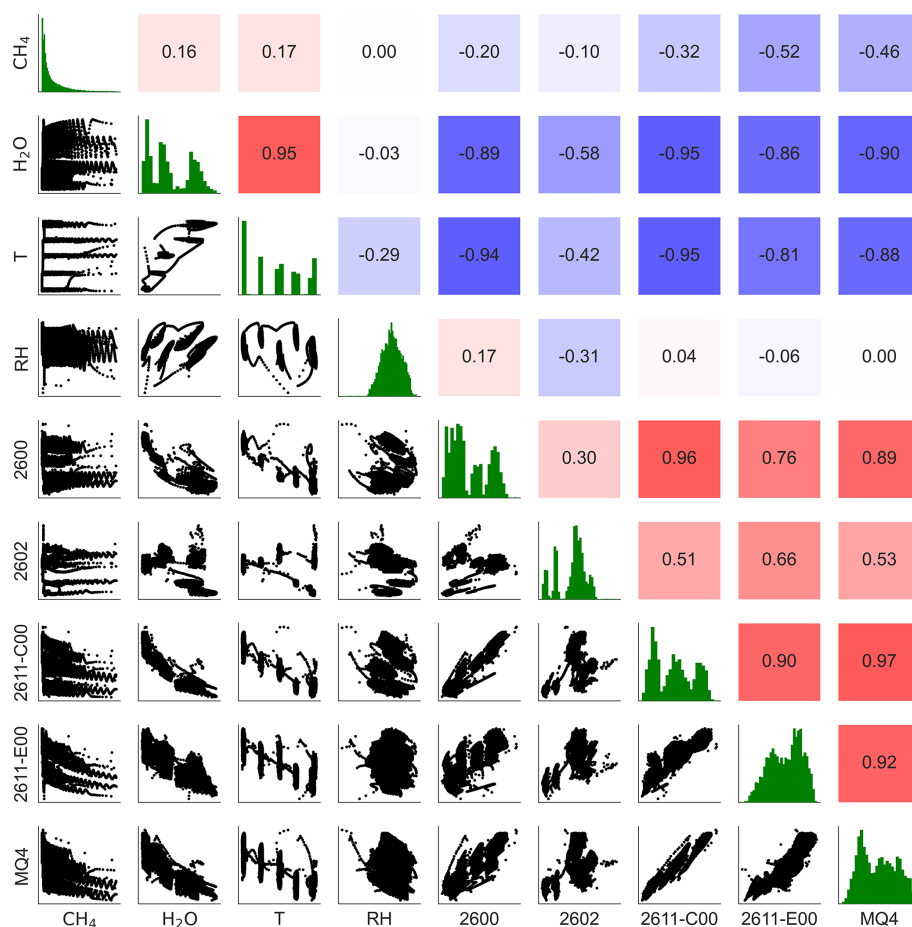 CH₄ 0.16 0.17 0.00 -0.20 -0.10 -0.32 -0.52 -0.46
H₂O 0.95 -0.03 -0.89 -0.58 -0.95 -0.86 -0.90
T -0.29 -0.94 -0.42 -0.95 -0.81 -0.88
RH 0.17 -0.31 0.04 -0.06 0.00
2600 0.30 0.96 0.76 0.89
2602 0.51 0.66 0.53
2611-C00 0.90 0.97
2611-E00 0.92
MQ4
CH₄ H₂O T RH 2600 2602 2611-C00 2611-E00 MQ4